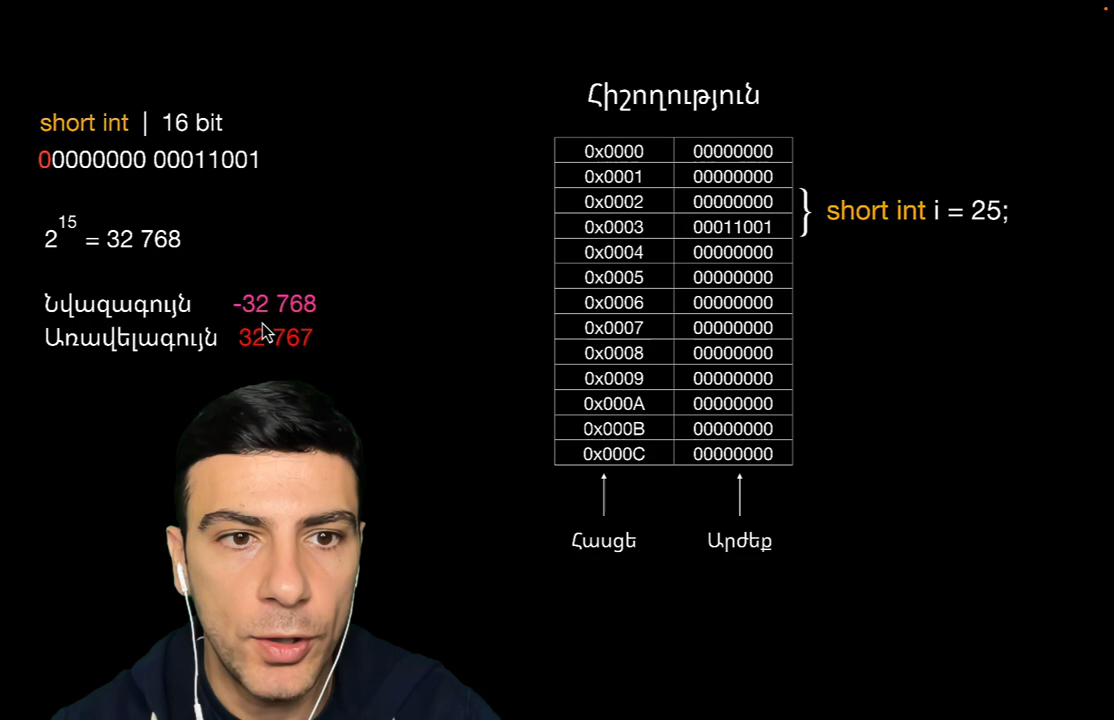 short int | 16 bit
00000000 00011001
2^15 = 32 768
Նվազագույն -32 768
Առավելագույն 32 767
Հիշողություն
0x0000 00000000
0x0001 00000000
0x0002 00000000
0x0003 00011001
0x0004 00000000
0x0005 00000000
0x0006 00000000
0x0007 00000000
0x0008 00000000
0x0009 00000000
0x000A 00000000
0x000B 00000000
0x000C 00000000
short int i = 25;
Հասցե Արժեք